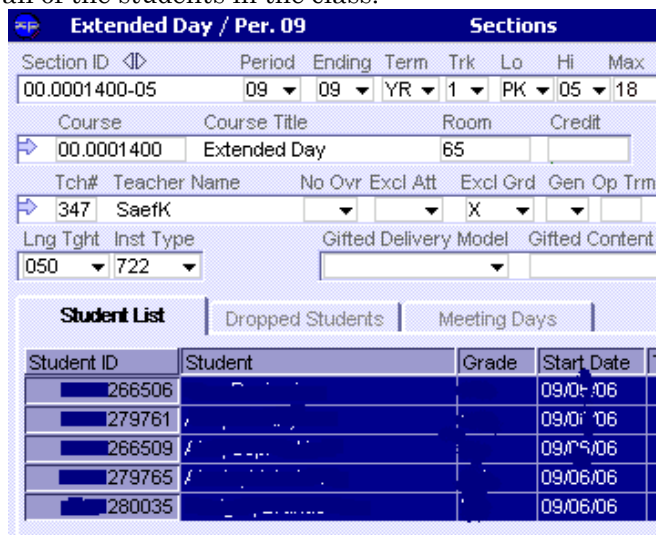 all of the students in the class.
Extended Day / Per. 09 Sections
Section ID Period Ending Term Trk Lo Hi Max
00.0001400-05 09 09 YR 1 PK 05 18
Course Course Title Room Credit
00.0001400 Extended Day 65
Tch# Teacher Name No Ovr Excl Att Excl Grd Gen Op Trm
347 SaefK X
Lng Tght Inst Type Gifted Delivery Model Gifted Content
050 722
Student List Dropped Students Meeting Days
Student ID Student Grade Start Date
266506
279761
266509
279765 09/06/06
280035 09/06/06